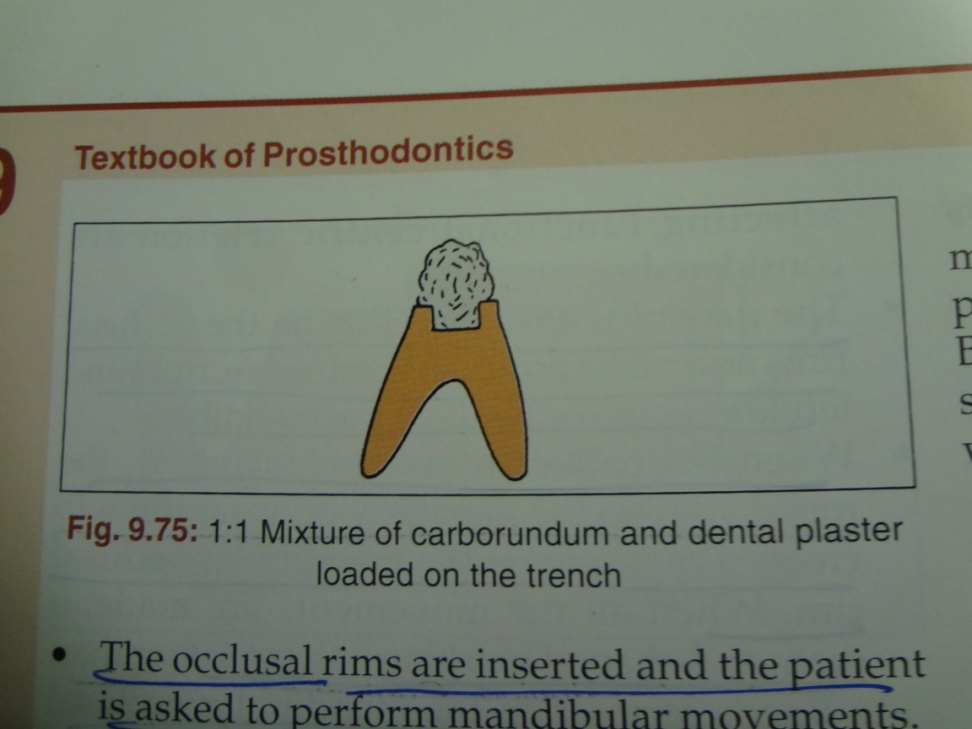 9
Textbook of Prosthodontics
Fig. 9.75: 1:1 Mixture of carborundum and dental plaster
loaded on the trench
• The occlusal rims are inserted and the patient
is asked to perform mandibular movements.
m
p
B
s